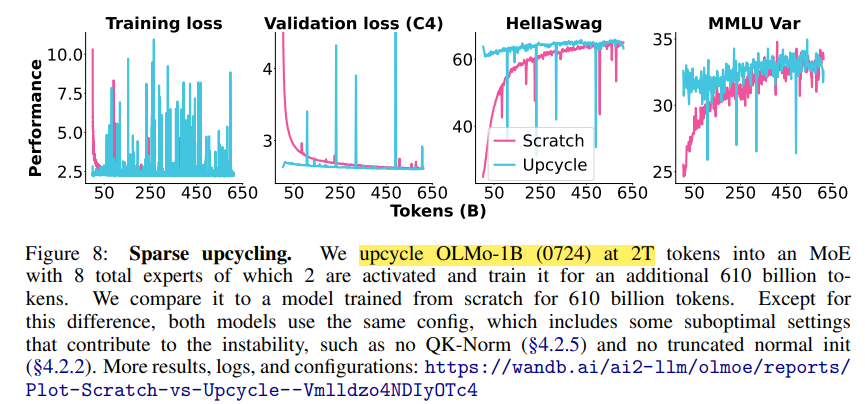 Training loss
Validation loss (C4)
HellaSwag
MMLU Var
Performance
10.0
7.5
5.0
2.5
50 250 450 650
4
3
50 250 450 650
60
40
50 250 450 650
35
30
25
50 250 450 650
Scratch
Upcycle
Tokens (B)
Figure 8: Sparse upcycling. We upcycle OLMo-1B (0724) at 2T tokens into an MoE
with 8 total experts of which 2 are activated and train it for an additional 610 billion to-
kens. We compare it to a model trained from scratch for 610 billion tokens. Except for
this difference, both models use the same config, which includes some suboptimal settings
that contribute to the instability, such as no QK-Norm (§4.2.5) and no truncated normal init
(§4.2.2). More results, logs, and configurations: https://wandb.ai/ai2-llm/olmoe/reports/
Plot-Scratch-vs-Upcycle--Vmlldzo4NDIyOTc4